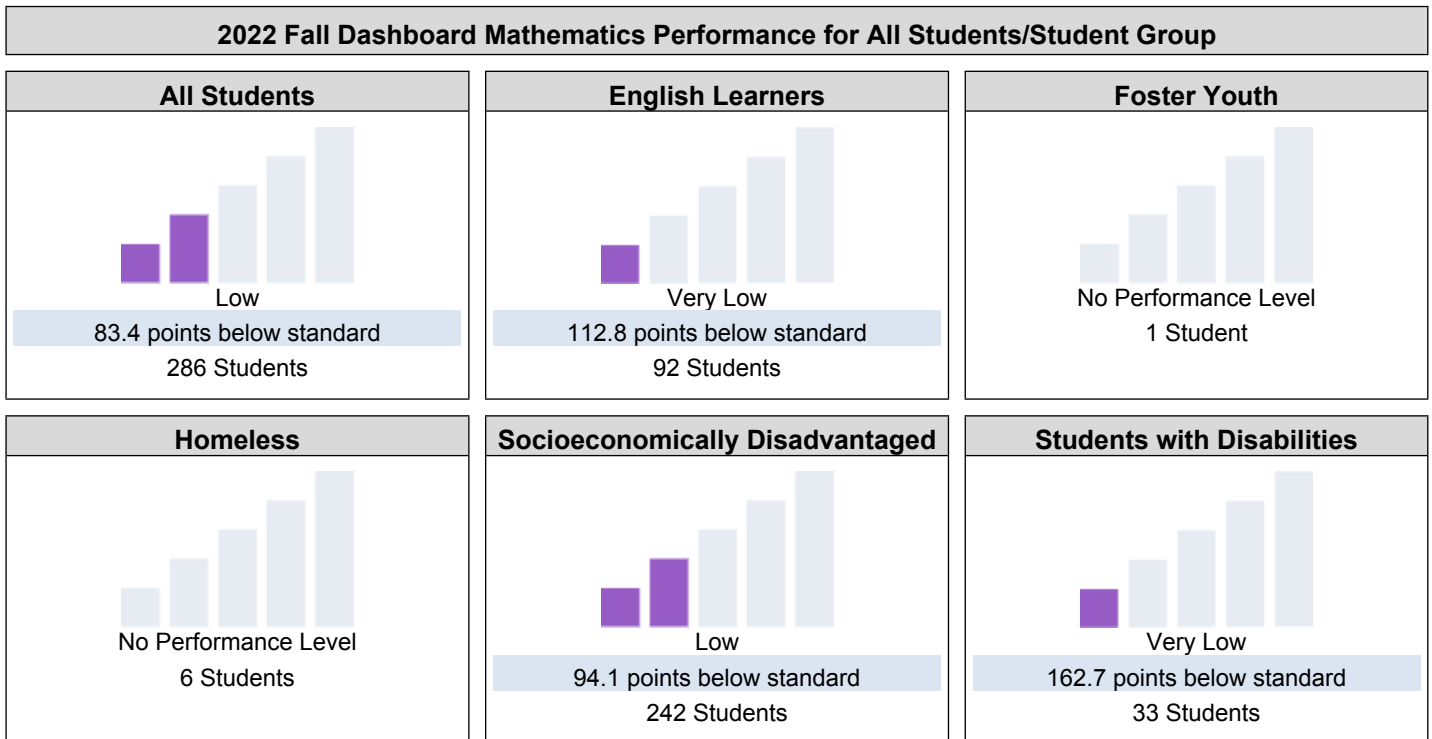 2022 Fall Dashboard Mathematics Performance for All Students/Student Group
All Students
Low
83.4 points below standard
286 Students
English Learners
Very Low
112.8 points below standard
92 Students
Foster Youth
No Performance Level
1 Student
Homeless
No Performance Level
6 Students
Socioeconomically Disadvantaged
Low
94.1 points below standard
242 Students
Students with Disabilities
Very Low
162.7 points below standard
33 Students